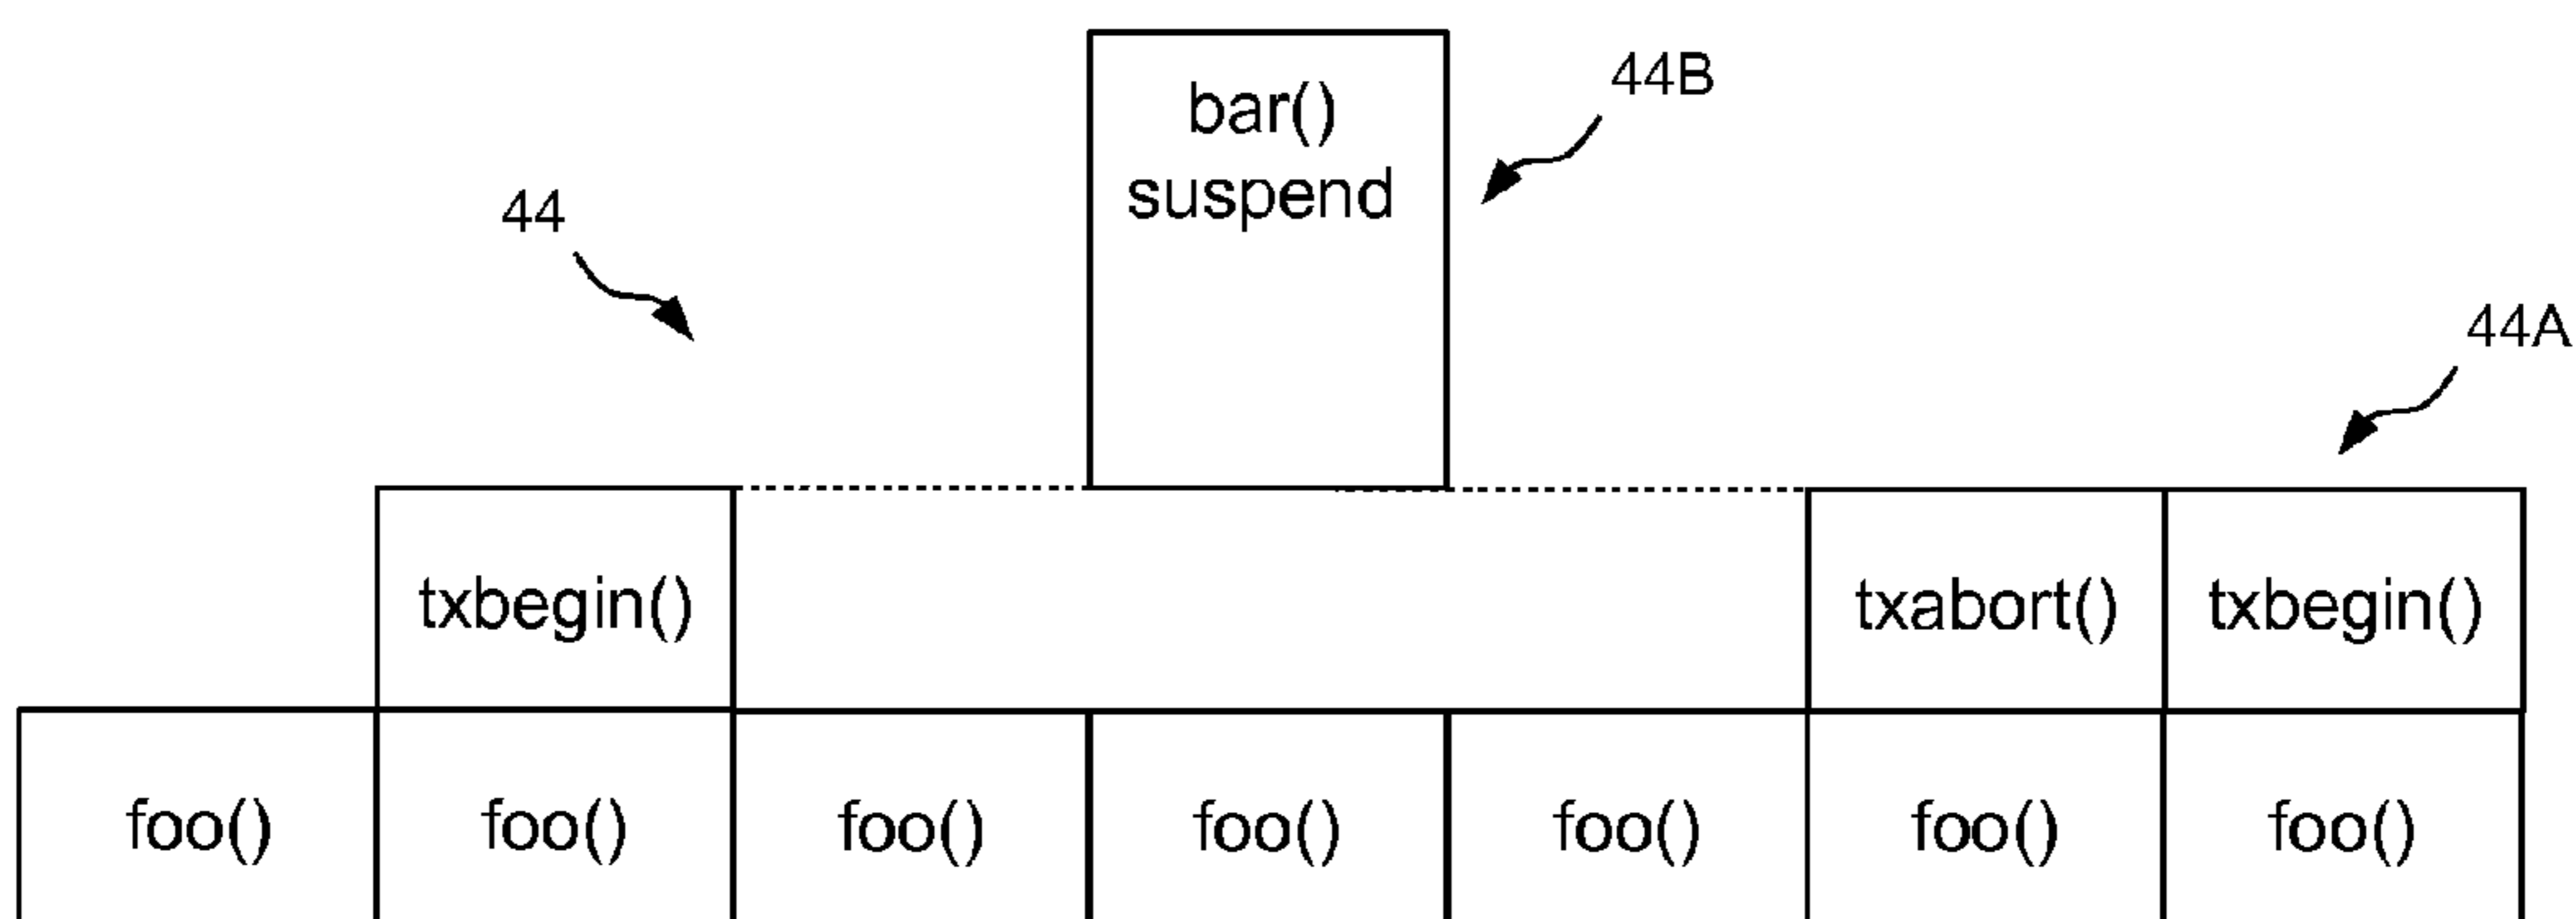 bar()
suspend
44B
44
44A
txbegin()
txabort()
txbegin()
foo()
foo()
foo()
foo()
foo()
foo()
foo()